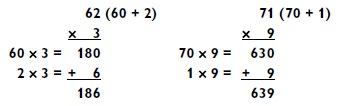 62 (60 + 2)
x 3
60 x 3 = 180
2 x 3 = + 6
186
71 (70 + 1)
x 9
70 x 9 = 630
1 x 9 = + 9
639